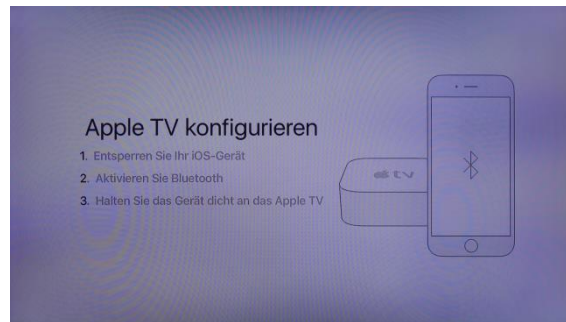 Apple TV konfigurieren
1. Entsperren Sie Ihr iOS-Gerät
2. Aktivieren Sie Bluetooth
3. Halten Sie das Gerät dicht an das Apple TV
tv